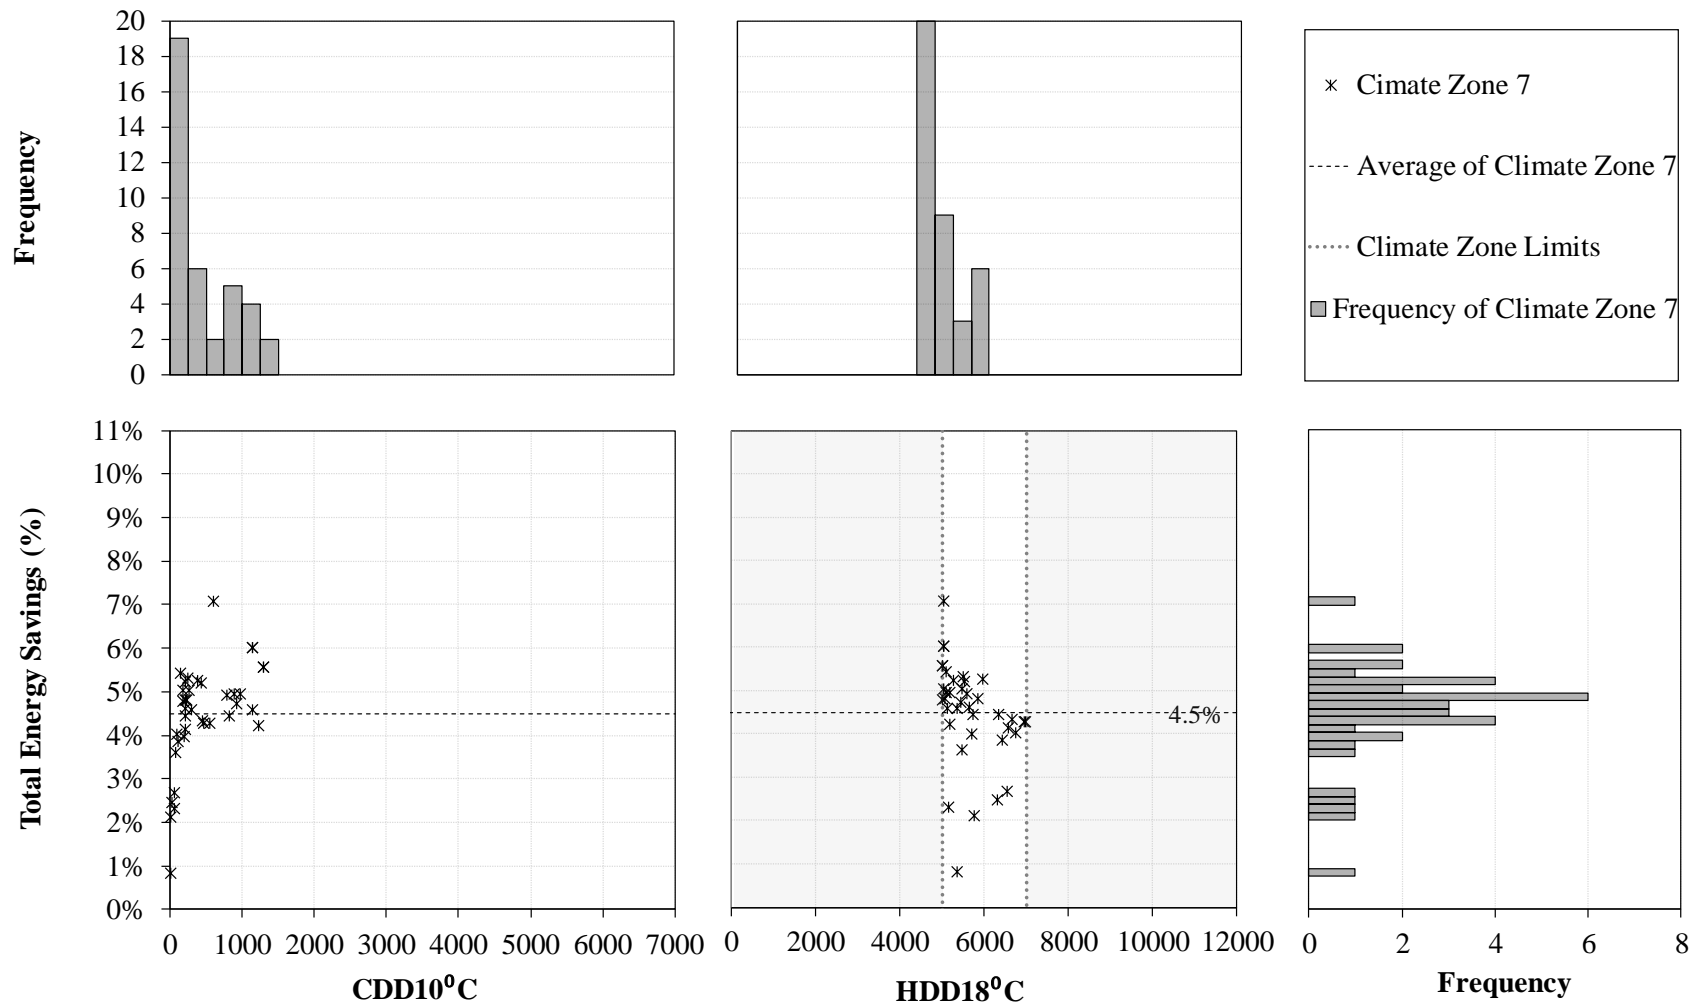 Frequency
20
18
16
14
12
10
8
6
4
2
0
Cimate Zone 7
Average of Climate Zone 7
Climate Zone Limits
Frequency of Climate Zone 7
Total Energy Savings (%)
11%
10%
9%
8%
7%
6%
5%
4%
3%
2%
1%
0%
0 1000 2000 3000 4000 5000 6000 7000
CDD10⁰C
4.5%
0 2000 4000 6000 8000 10000 12000
HDD18⁰C
0 2 4 6 8
Frequency